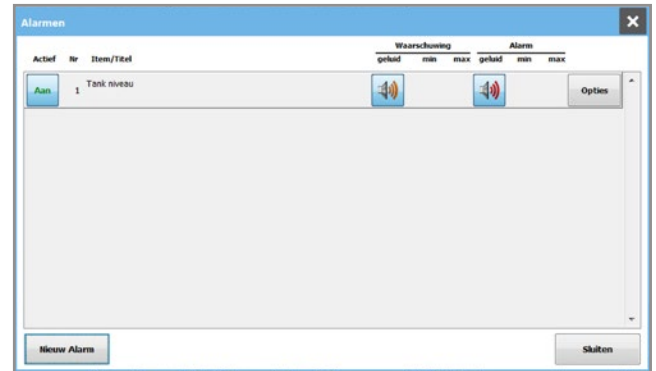 Alarmen
Waarschuwing Alarm
Actief Nr Item/Titel geluid min max geluid min max
Aan 1 Tank niveau Opties
Nieuw Alarm Sluiten